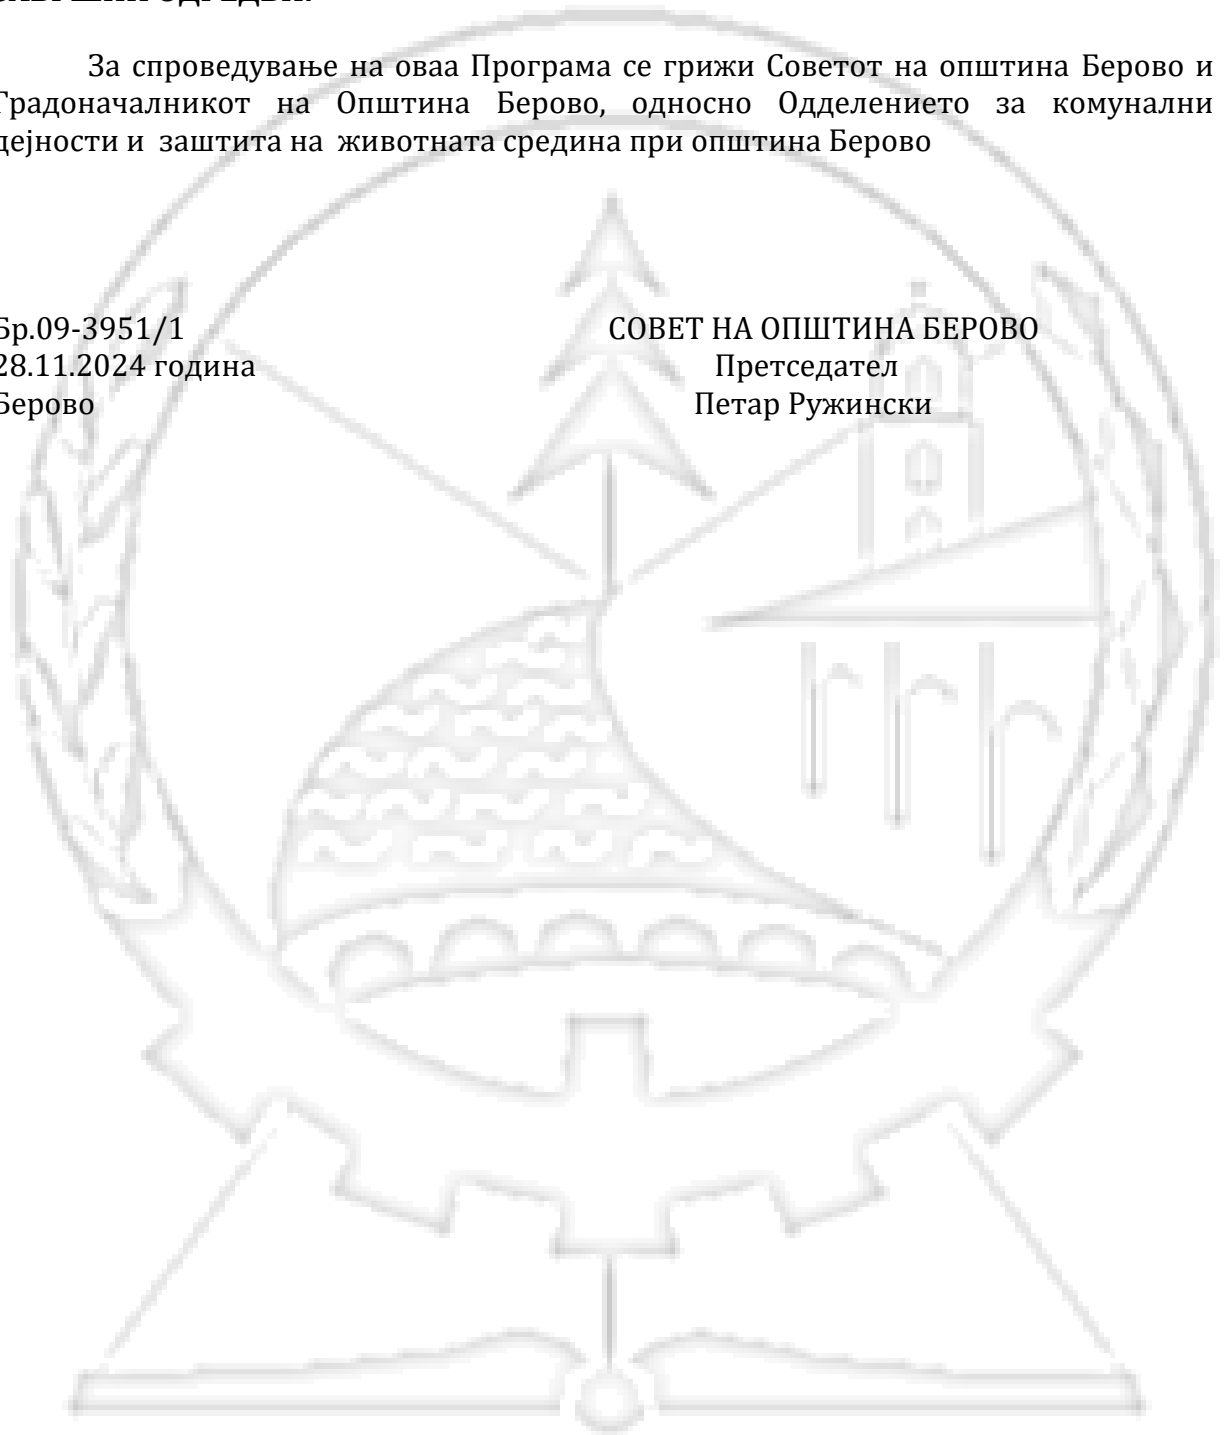 За спроведување на оваа Програма се грижи Советот на општина Берово и
Градоначалникот на Општина Берово, односно Одделението за комунални
дејности и заштита на животната средина при општина Берово
Бр.09-3951/1
СОВЕТ НА ОПШТИНА БЕРОВО
28.11.2024 година
Претседател
Берово
Петар Ружински